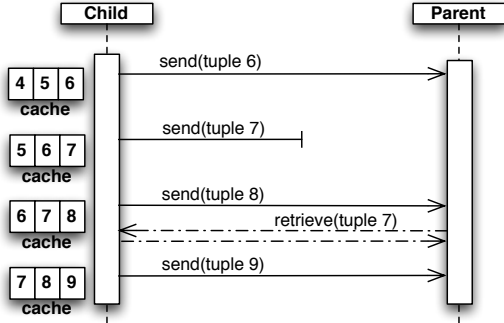 Child Parent
send(tuple 6)
4 5 6
cache
send(tuple 7)
5 6 7
cache
send(tuple 8)
6 7 8
retrieve(tuple 7)
cache
send(tuple 9)
7 8 9
cache